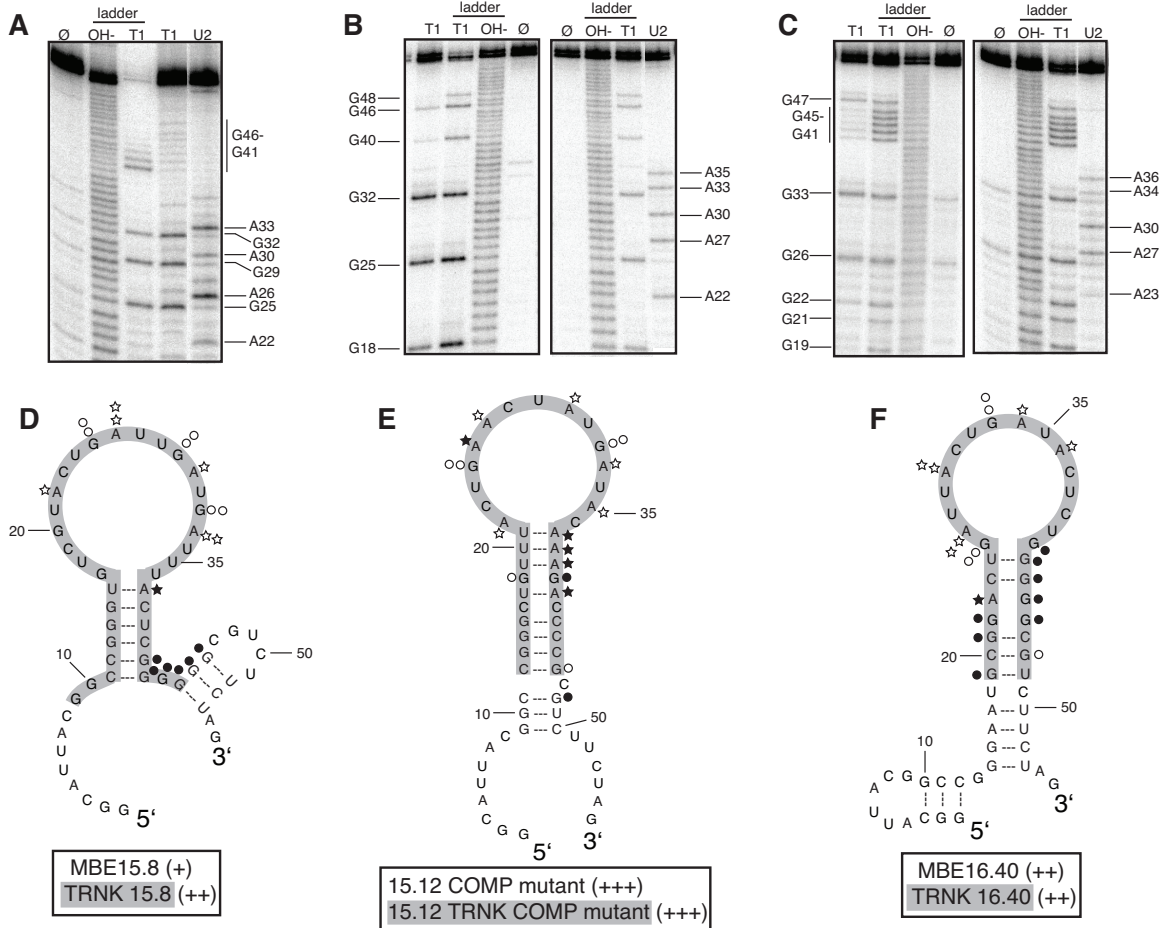 A
ladder
Ø OH- T1 T1 U2
G46-
G41
A33
G32
A30
G29
A26
G25
A22
B
ladder
T1 T1 OH- Ø
Ø OH- T1 U2
G48
G46
G40
G32
G25
G18
A35
A33
A30
A27
A22
C
ladder
T1 T1 OH- Ø
Ø OH- T1 U2
G47
G45-
G41
G33
G26
G22
G21
G19
A36
A34
A30
A27
A23
D
GGCAUUACGGCCGGGUGUCGUACUGAUUGAUGAUUUACUCGGGGGCGUCUUCUAG
10
20
35
50
5‘
3‘
MBE15.8 (+)
TRNK 15.8 (++)
E
GGCAUUACGGCCGGGCUGUUUACUGAACUAUGAUACAAAGACCCCGCGUCUUCUAG
10
20
35
50
5‘
3‘
15.12 COMP mutant (+++)
15.12 TRNK COMP mutant (+++)
F
GGCAUUACGGCCGGGAAUGCGGACUGAUUACUGAUACUCUGGGGGCGUCUUCUAG
10
20
35
50
5‘
3‘
MBE16.40 (++)
TRNK 16.40 (++)